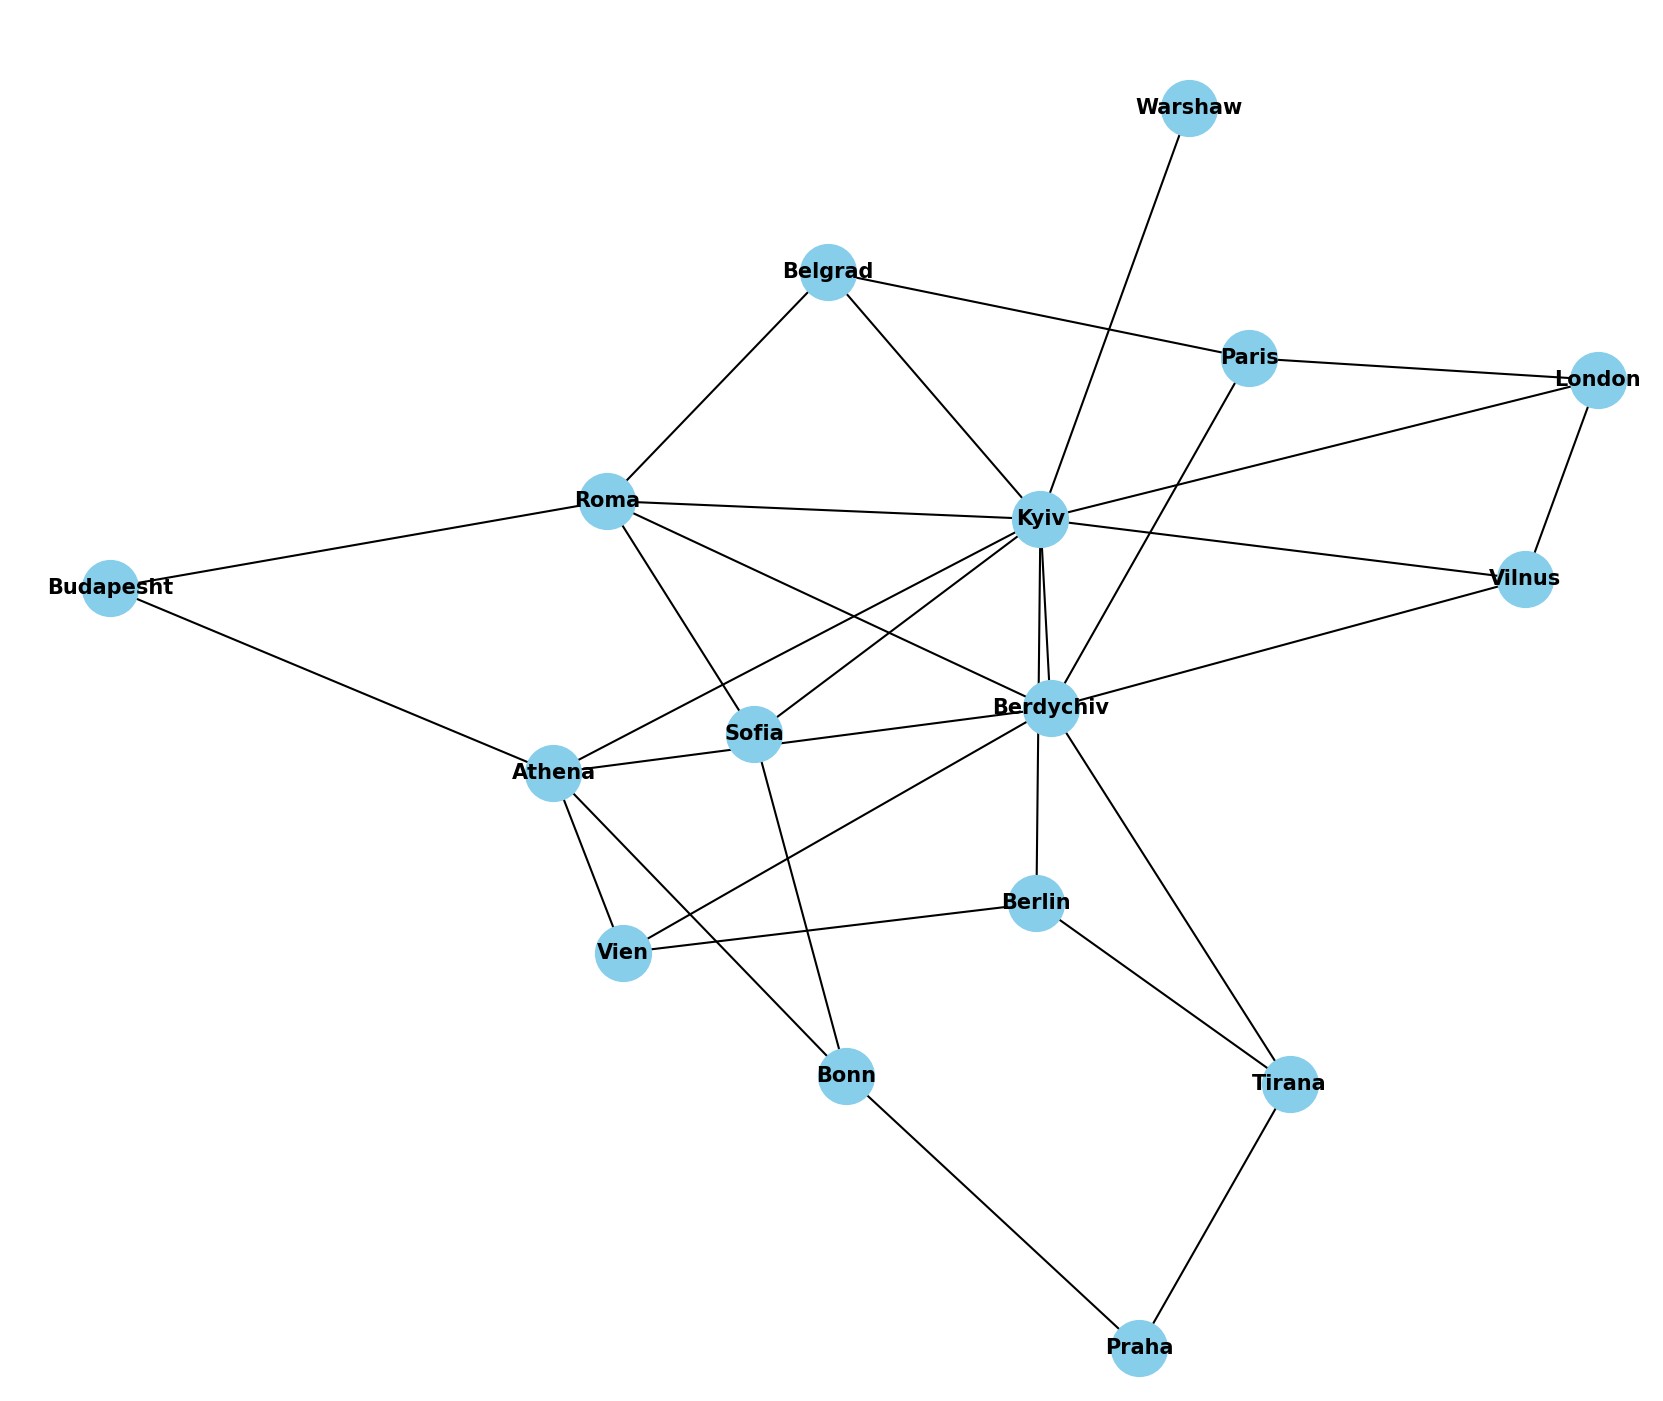 Warshaw
Belgrad
Paris
London
Roma
Kyiv
Vilnus
Budapesht
Berdychiv
Sofia
Athena
Berlin
Vien
Bonn
Tirana
Praha